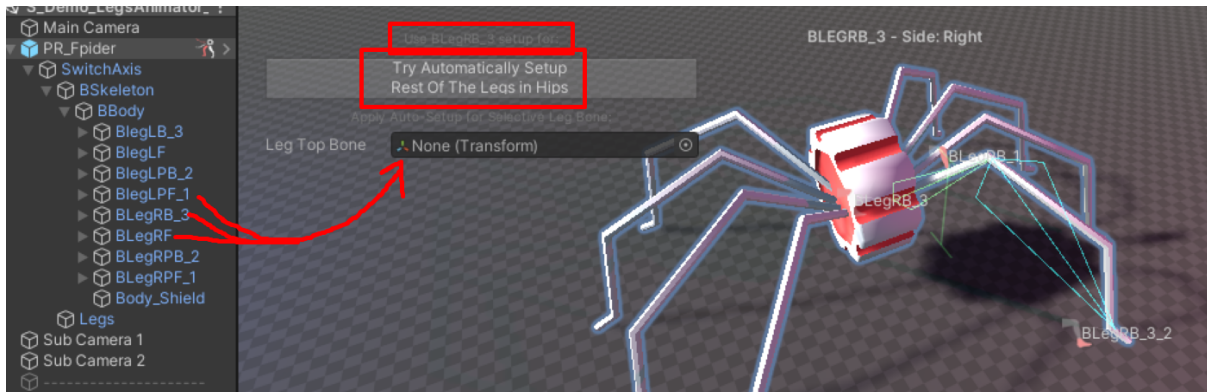 S_Demo_LegsAnimator_
Main Camera
PR_Fpider
SwitchAxis
BSkeleton
BBody
BlegLB_3
BlegLF
BlegLPB_2
BlegLPF_1
BLegRB_3
BLegRF
BLegRPB_2
BLegRPF_1
Body_Shield
Legs
Sub Camera 1
Sub Camera 2
---------------------
Use BLegRB_3 setup for:
Try Automatically Setup
Rest Of The Legs in Hips
Apply Auto-Setup for Selective Leg Bone:
Leg Top Bone
None (Transform)
BLEGRB_3 - Side: Right
BLegRB_1
BLegRB_3
BLegRB_3_2